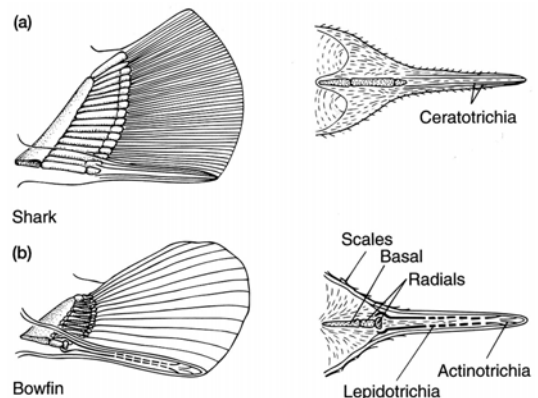 (a)
Ceratotrichia
Shark
(b)
Scales
Basal
Radials
Actinotrichia
Lepidotrichia
Bowfin